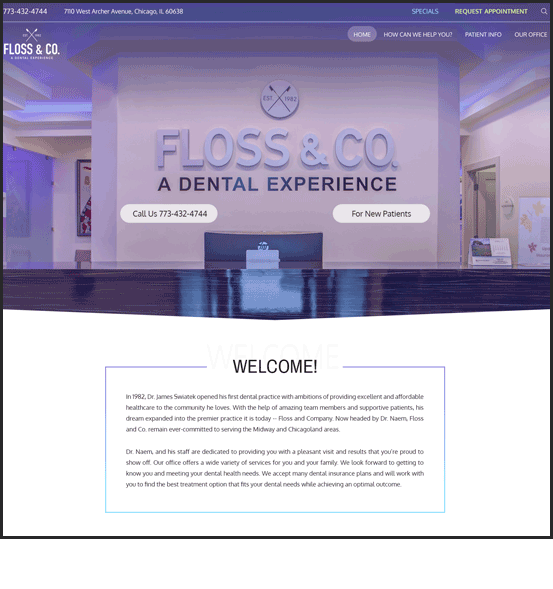 773-432-4744
7110 West Archer Avenue, Chicago, IL 60638
SPECIALS
REQUEST APPOINTMENT
EST 1982
FLOSS & CO.
A DENTAL EXPERIENCE
HOME
HOW CAN WE HELP YOU?
PATIENT INFO
OUR OFFICE
EST. 1982
FLOSS & CO.
A DENTAL EXPERIENCE
Call Us 773-432-4744
For New Patients
WELCOME
WELCOME!
In 1982, Dr. James Swiatek opened his first dental practice with ambitions of providing excellent and affordable
healthcare to the community he loves. With the help of amazing team members and supportive patients, his
dream expanded into the premier practice it is today – Floss and Company. Now headed by Dr. Naem, Floss
and Co. remain ever-committed to serving the Midway and Chicagoland areas.
Dr. Naem, and his staff are dedicated to providing you with a pleasant visit and results that you're proud to
show off. Our office offers a wide variety of services for you and your family. We look forward to getting to
know you and meeting your dental health needs. We accept many dental insurance plans and will work with
you to find the best treatment option that fits your dental needs while achieving an optimal outcome.